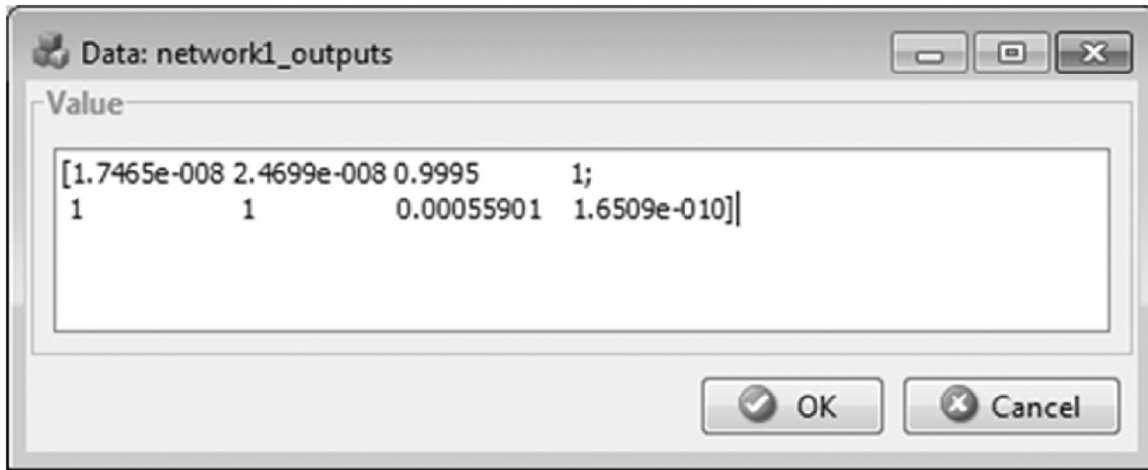 Data: network1_outputs
Value
[1.7465e-008 2.4699e-008 0.9995 1;
1 1 0.00055901 1.6509e-010]
OK Cancel